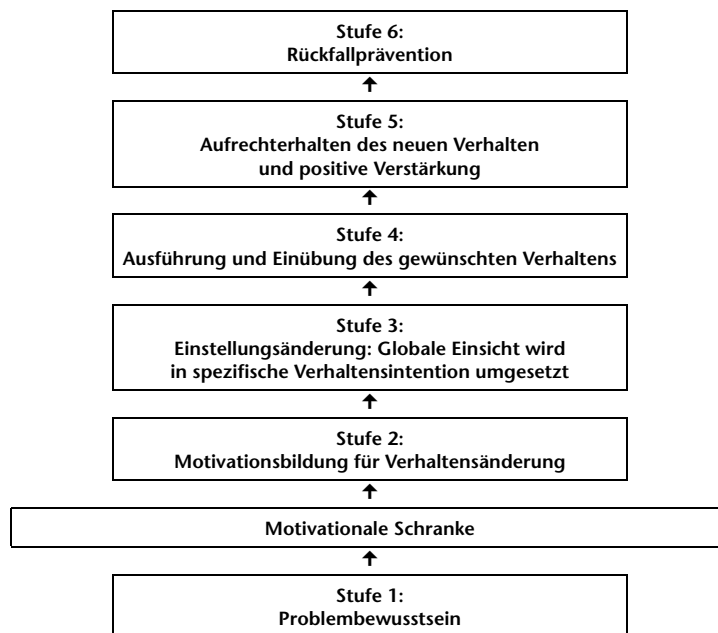 Stufe 6:
Rückfallprävention
Stufe 5:
Aufrechterhalten des neuen Verhalten
und positive Verstärkung
Stufe 4:
Ausführung und Einübung des gewünschten Verhaltens
Stufe 3:
Einstellungsänderung: Globale Einsicht wird
in spezifische Verhaltensintention umgesetzt
Stufe 2:
Motivationsbildung für Verhaltensänderung
Motivationale Schranke
Stufe 1:
Problembewusstsein